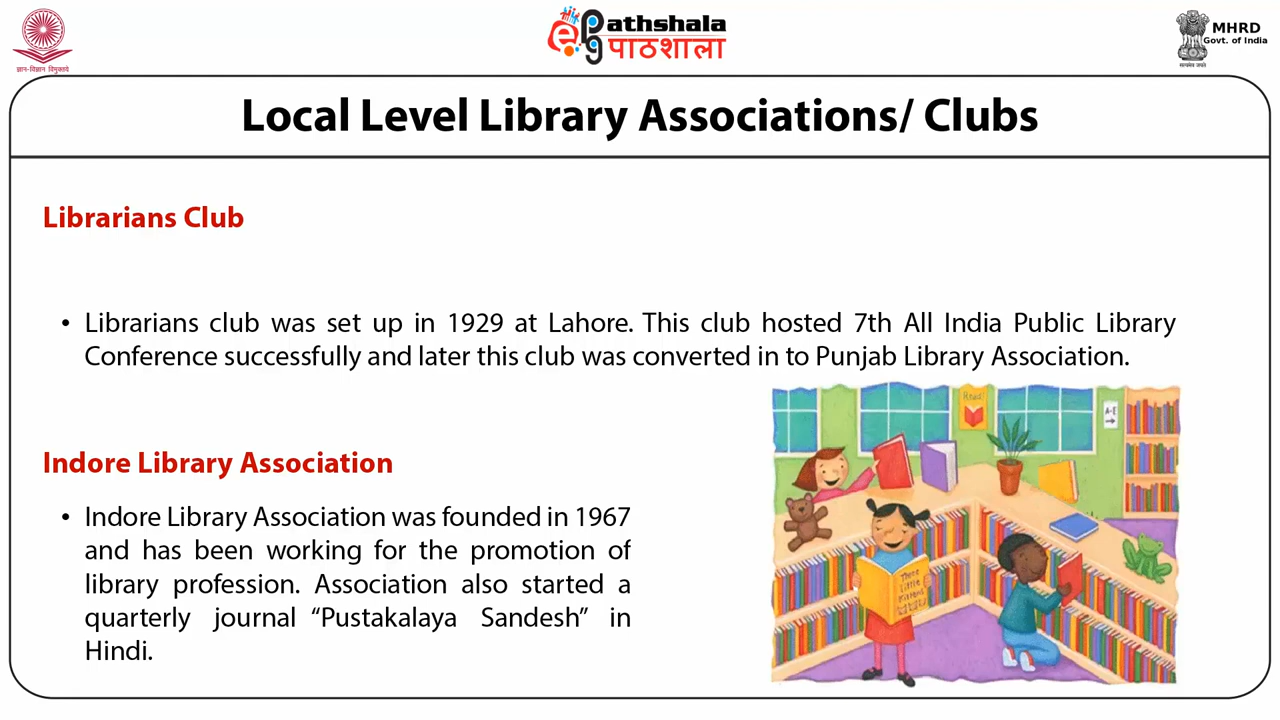 ज्ञान-विज्ञान विमुक्तये
ePg athshala
पाठशाला
MHRD
Govt. of India
सत्यमेव जयते
Local Level Library Associations/ Clubs
Librarians Club
• Librarians club was set up in 1929 at Lahore. This club hosted 7th All India Public Library
Conference successfully and later this club was converted in to Punjab Library Association.
Indore Library Association
• Indore Library Association was founded in 1967
and has been working for the promotion of
library profession. Association also started a
quarterly journal “Pustakalaya Sandesh” in
Hindi.
Read!
A-E
Three
little
Kittens